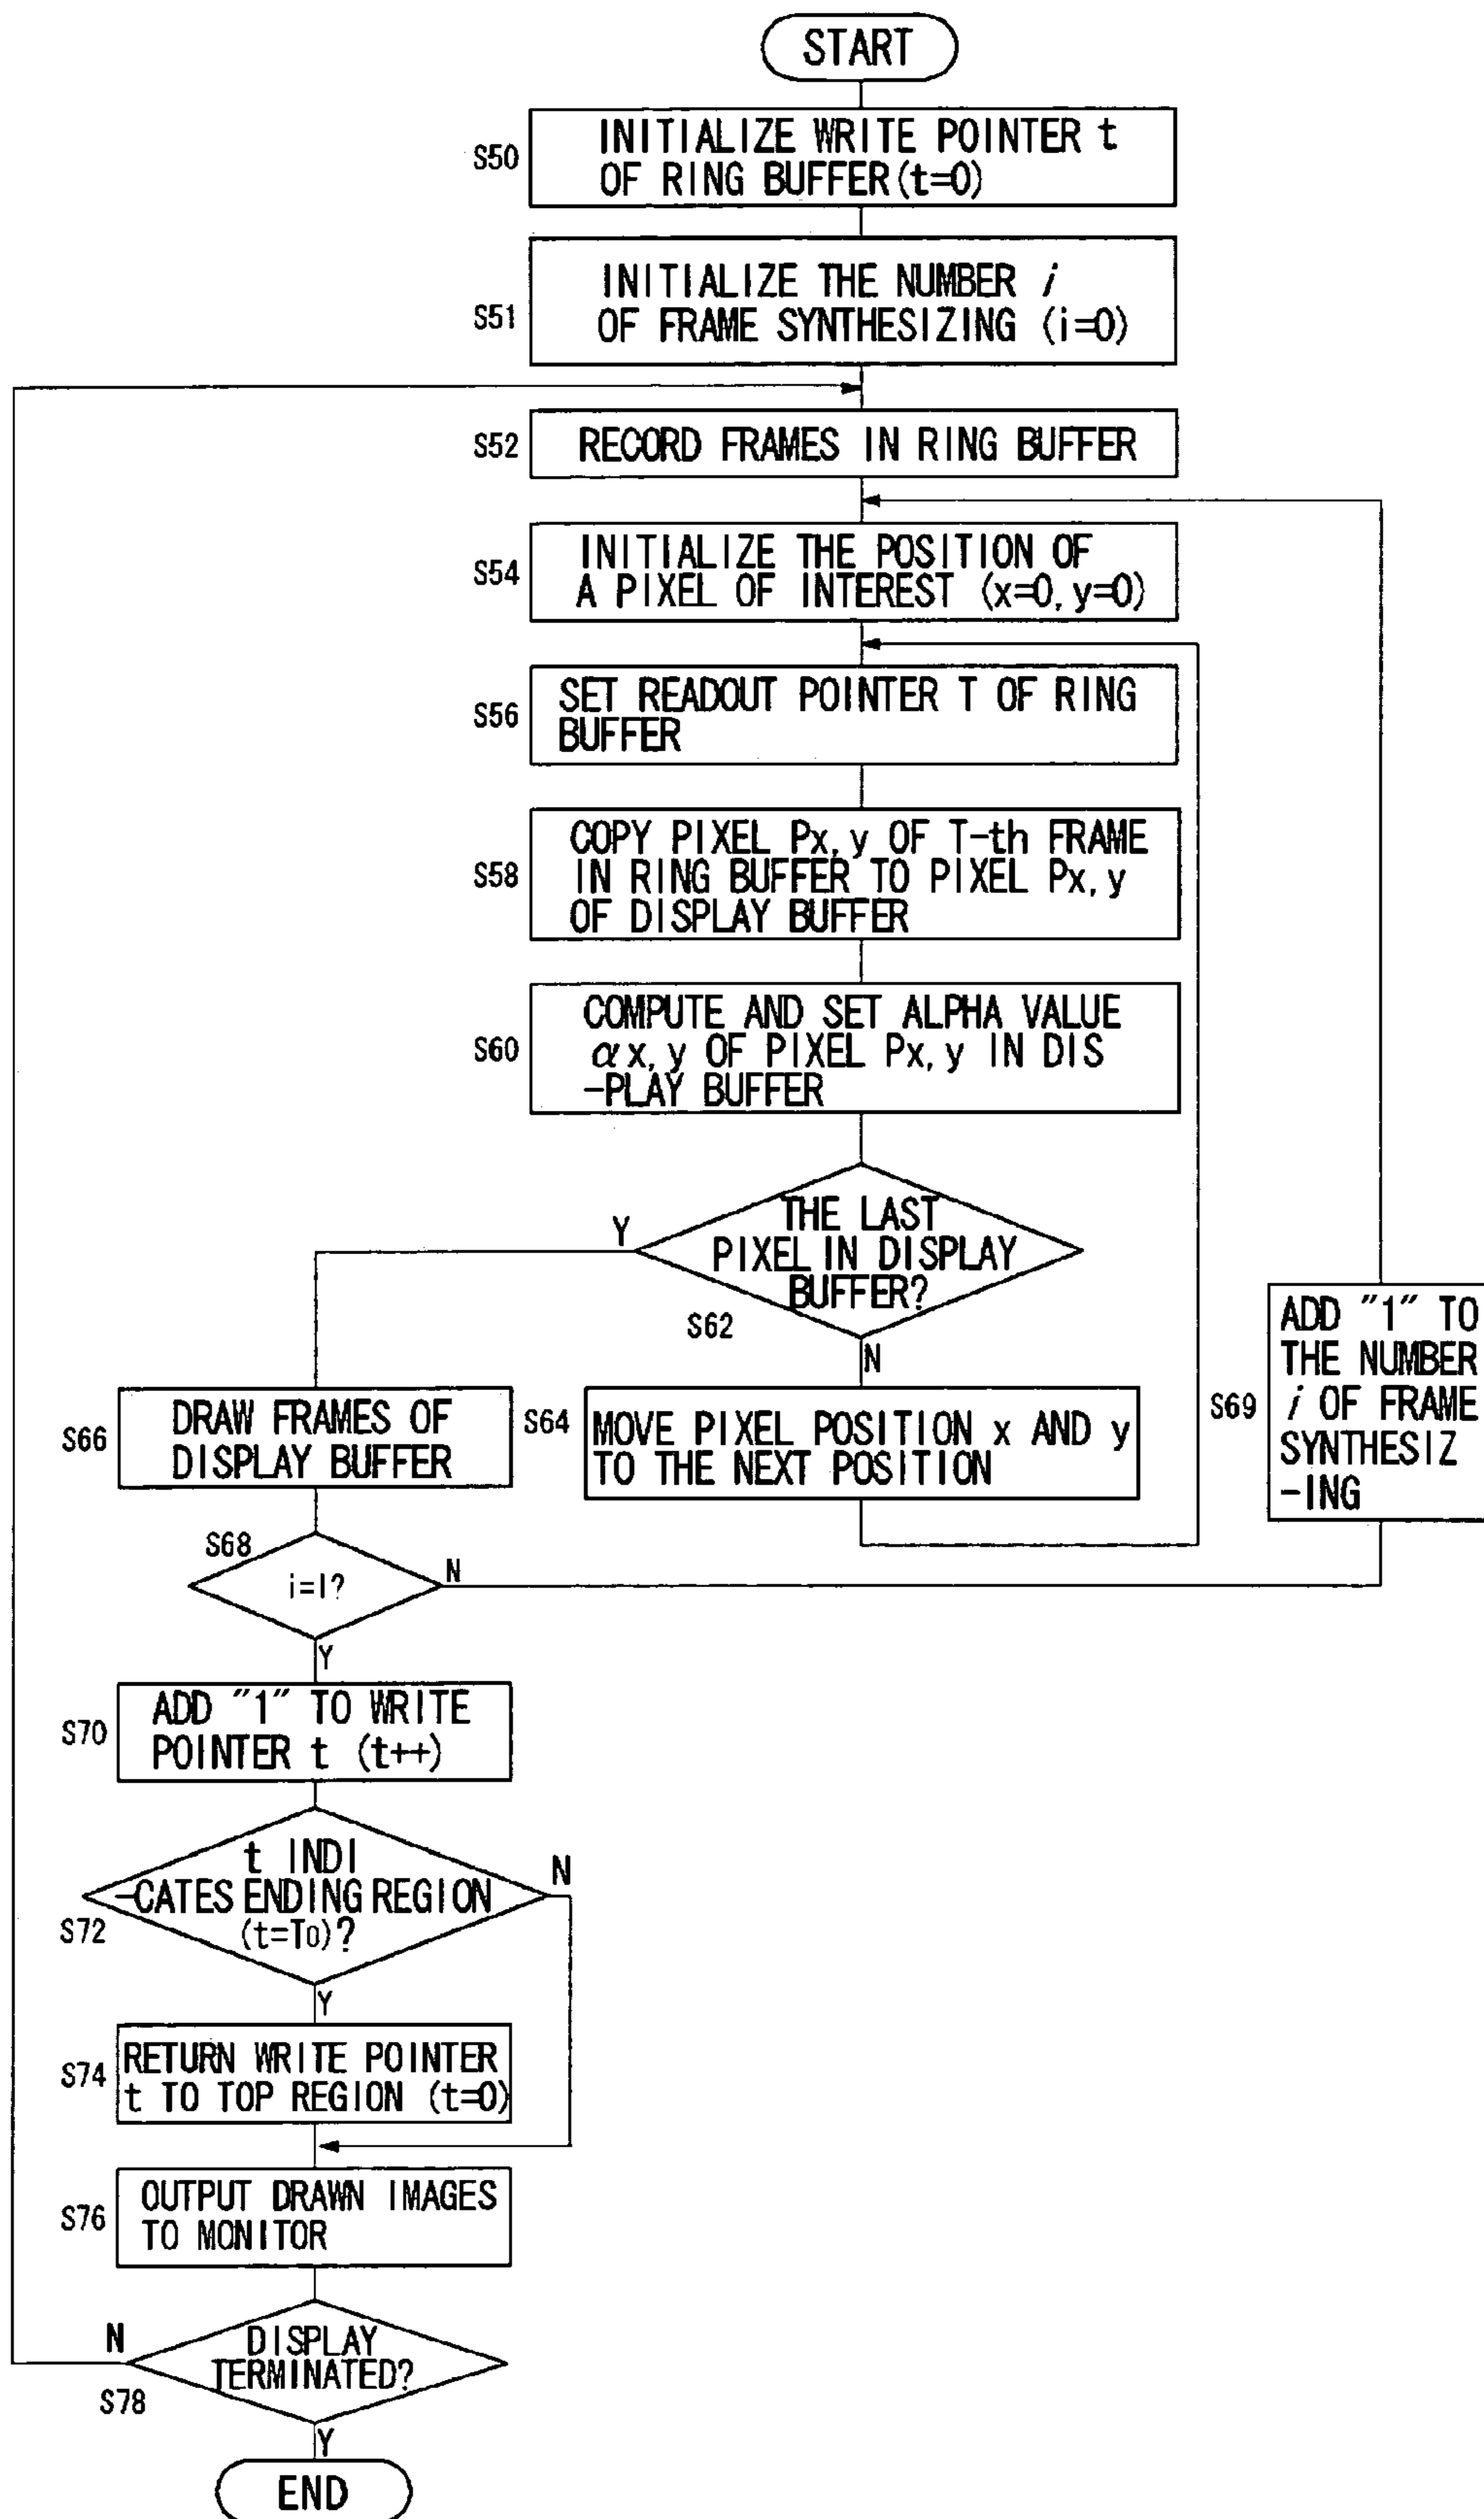 START
S50
INITIALIZE WRITE POINTER t
OF RING BUFFER(t=0)
S51
INITIALIZE THE NUMBER i
OF FRAME SYNTHESIZING (i=0)
S52
RECORD FRAMES IN RING BUFFER
S54
INITIALIZE THE POSITION OF
A PIXEL OF INTEREST (x=0, y=0)
S56
SET READOUT POINTER T OF RING
BUFFER
S58
COPY PIXEL Px, y OF T-th FRAME
IN RING BUFFER TO PIXEL Px, y
OF DISPLAY BUFFER
S60
COMPUTE AND SET ALPHA VALUE
αx, y OF PIXEL Px, y IN DIS
-PLAY BUFFER
THE LAST
PIXEL IN DISPLAY
BUFFER?
S62
Y
N
S64
MOVE PIXEL POSITION x AND y
TO THE NEXT POSITION
S66
DRAW FRAMES OF
DISPLAY BUFFER
S68
i=I?
N
Y
S69
ADD "1" TO
THE NUMBER
i OF FRAME
SYNTHESIZ
-ING
S70
ADD "1" TO WRITE
POINTER t (t++)
t INDI
-CATES ENDING REGION
(t=T0)?
S72
N
Y
S74
RETURN WRITE POINTER
t TO TOP REGION (t=0)
S76
OUTPUT DRAWN IMAGES
TO MONITOR
DISPLAY
TERMINATED?
S78
N
Y
END